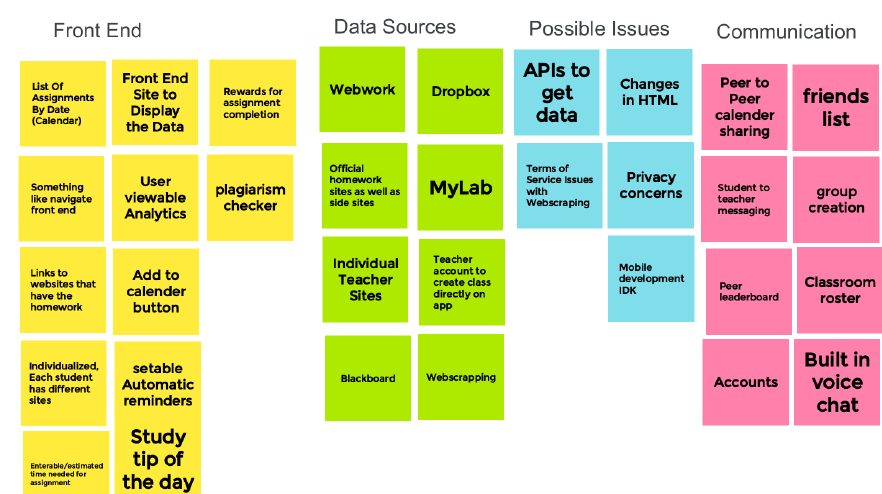 Front End
Data Sources
Possible Issues
Communication
List Of
Assignments
By Date
(Calendar)
Front End
Site to
Display
the Data
Rewards for
assignment
completion
Something
like navigate
front end
User
viewable
Analytics
plagiarism
checker
Links to
websites that
have the
homework
Add to
calender
button
Individualized,
Each student
has different
sites
setable
Automatic
reminders
Enterable/estimated
time needed for
assignment
Study
tip of
the day
Webwork
Dropbox
Official
homework
sites as well as
side sites
MyLab
Individual
Teacher
Sites
Teacher
account to
create class
directly on
app
Blackboard
Webscrapping
APIs to
get
data
Changes
in HTML
Terms of
Service Issues
with
Webscraping
Privacy
concerns
Mobile
development
IDK
Peer to
Peer
calender
sharing
friends
list
Student to
teacher
messaging
group
creation
Peer
leaderboard
Classroom
roster
Accounts
Built in
voice
chat